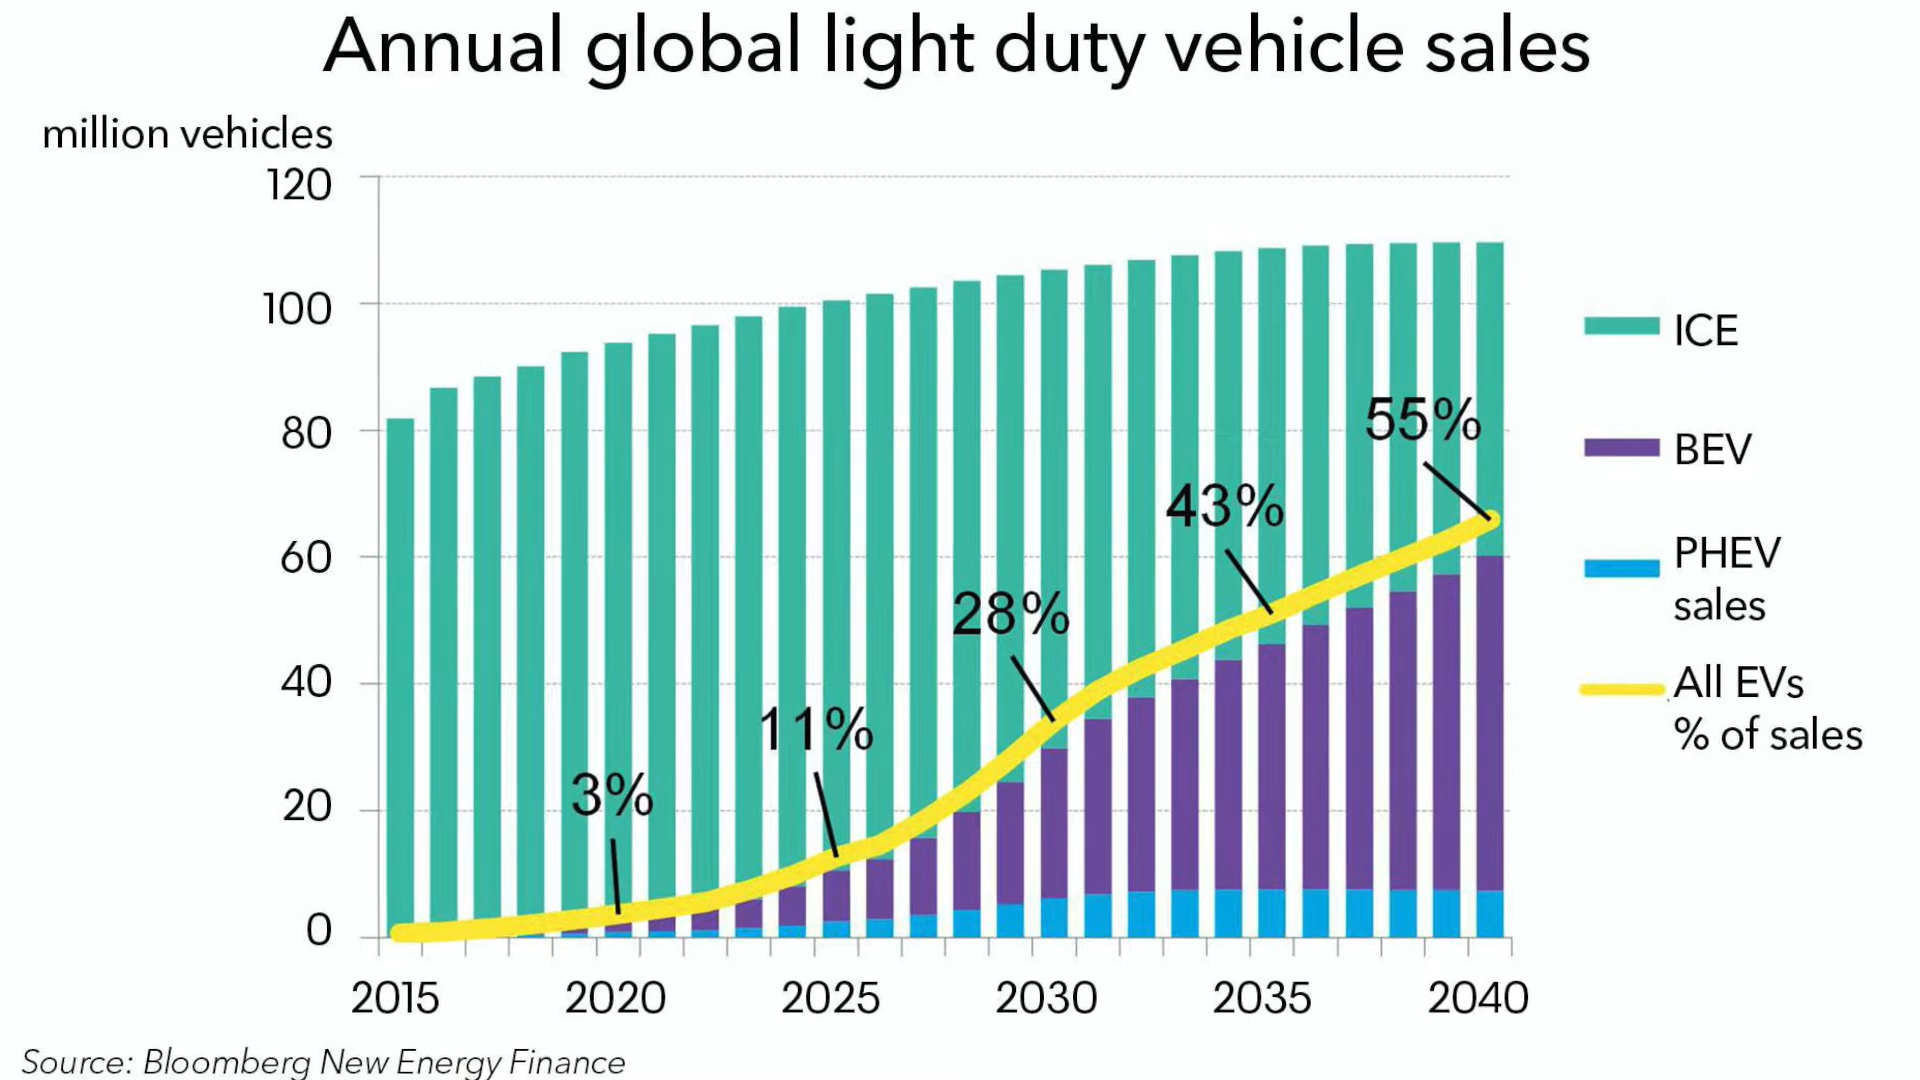 Annual global light duty vehicle sales
million vehicles
120
100
80
60
40
20
0
3%
11%
28%
43%
55%
2015 2020 2025 2030 2035 2040
ICE
BEV
PHEV
sales
All EVs
% of sales
Source: Bloomberg New Energy Finance